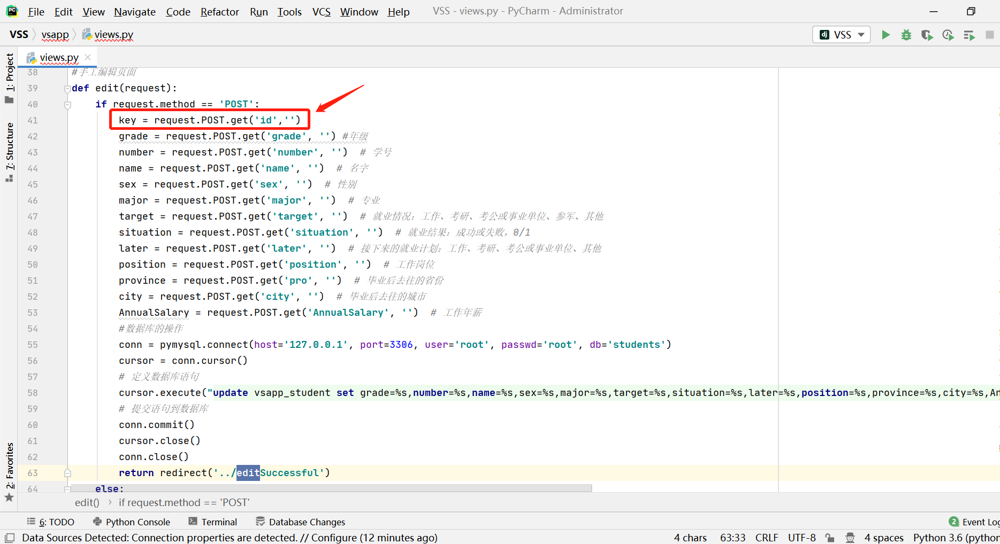 File Edit View Navigate Code Refactor Run Tools VCS Window Help VSS - views.py - PyCharm - Administrator
VSS vsapp views.py VSS
views.py
1: Project
7: Structure
2: Favorites
38 #手工编辑页面
39 def edit(request):
40 if request.method == 'POST':
41 key = request.POST.get('id','')
42 grade = request.POST.get('grade', '') #年级
43 number = request.POST.get('number', '') # 学号
44 name = request.POST.get('name', '') # 名字
45 sex = request.POST.get('sex', '') # 性别
46 major = request.POST.get('major', '') # 专业
47 target = request.POST.get('target', '') # 就业情况：工作、考研、考公或事业单位、参军、其他
48 situation = request.POST.get('situation', '') # 就业结果：成功或失败，0/1
49 later = request.POST.get('later', '') # 接下来的就业计划：工作、考研、考公或事业单位、其他
50 position = request.POST.get('position', '') # 工作岗位
51 province = request.POST.get('pro', '') # 毕业后去往的省份
52 city = request.POST.get('city', '') # 毕业后去往的城市
53 AnnualSalary = request.POST.get('AnnualSalary', '') # 工作年薪
54 #数据库的操作
55 conn = pymysql.connect(host='127.0.0.1', port=3306, user='root', passwd='root', db='students')
56 cursor = conn.cursor()
57 # 定义数据库语句
58 cursor.execute("update vsapp_student set grade=%s,number=%s,name=%s,sex=%s,major=%s,target=%s,situation=%s,later=%s,position=%s,province=%s,city=%s,An
59 # 提交语句到数据库
60 conn.commit()
61 cursor.close()
62 conn.close()
63 return redirect('../editSuccessful')
64 else:
edit() › if request.method == 'POST'
6: TODO Python Console Terminal Database Changes 2 Event Log
Data Sources Detected: Connection properties are detected. // Configure (12 minutes ago) 4 chars 63:33 CRLF UTF-8 4 spaces Python 3.6 (python